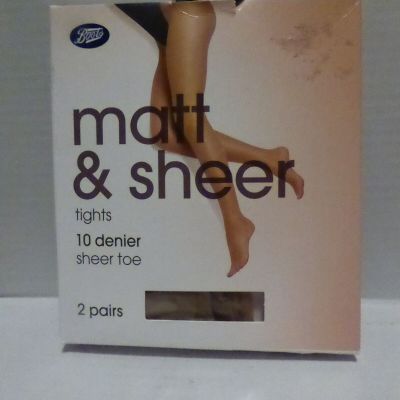 Boots
matt
& sheer
tights
10 denier
sheer toe
2 pairs